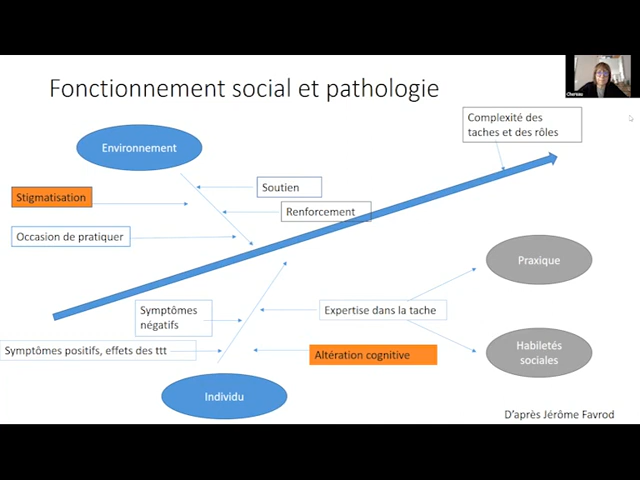 Chereau
Fonctionnement social et pathologie
Complexité des
taches et des rôles
Environnement
Soutien
Stigmatisation
Renforcement
Occasion de pratiquer
Praxique
Symptômes
négatifs
Expertise dans la tache
Symptômes positifs, effets des ttt
Altération cognitive
Habiletés
sociales
Individu
D'après Jérôme Favrod